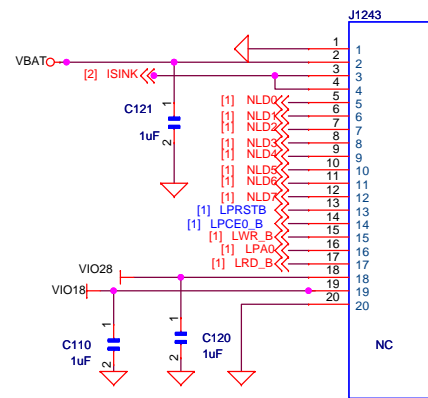 J1243
1 1
VBAT 2 2
[2] ISINK 3 3
4 4
[1] NLD0 5 5
[1] NLD1 6 6
[1] NLD2 7 7
[1] NLD3 8 8
[1] NLD4 9 9
[1] NLD5 10 10
[1] NLD6 11 11
[1] NLD7 12 12
[1] LPRSTB 13 13
[1] LPCE0_B 14 14
[1] LWR_B 15 15
[1] LPA0 16 16
[1] LRD_B 17 17
VIO28 18 18
VIO18 19 19
20 20
1
C121
1uF
2
1
C110
1uF
2
1
C120
1uF
2
NC